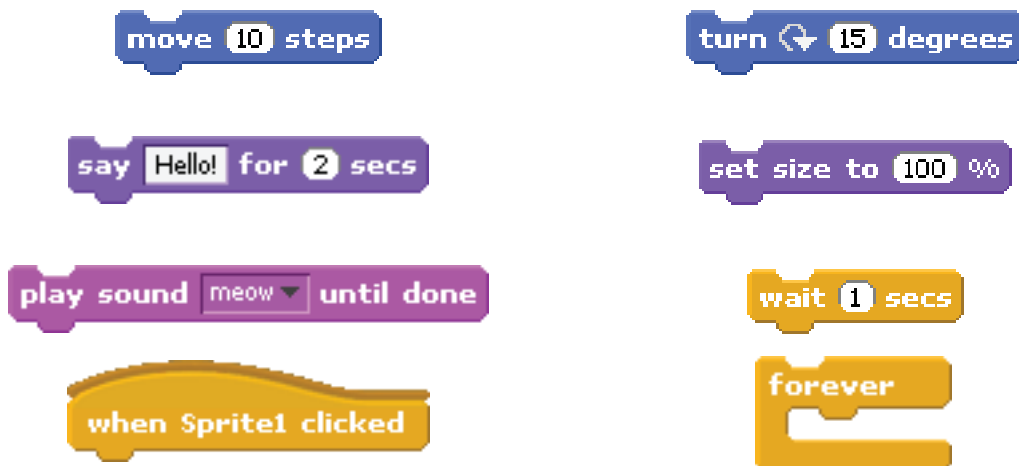 move 10 steps
turn 15 degrees
say Hello! for 2 secs
set size to 100 %
play sound meow until done
wait 1 secs
when Sprite1 clicked
forever